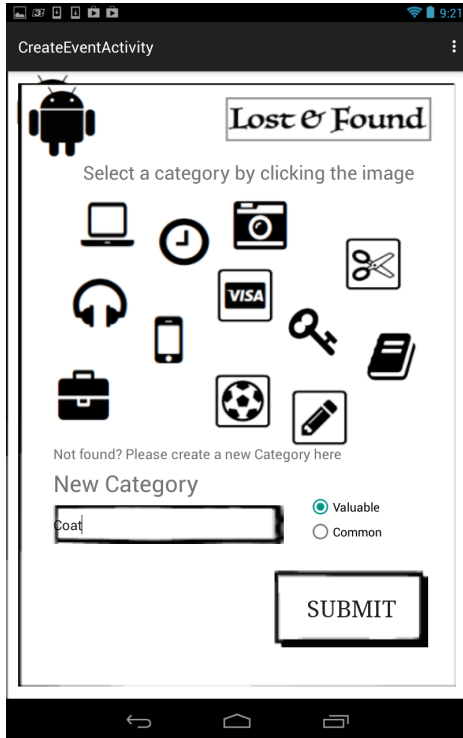 9:21
CreateEventActivity
Lost & Found
Select a category by clicking the image
VISA
Not found? Please create a new Category here
New Category
Coat
Valuable
Common
SUBMIT